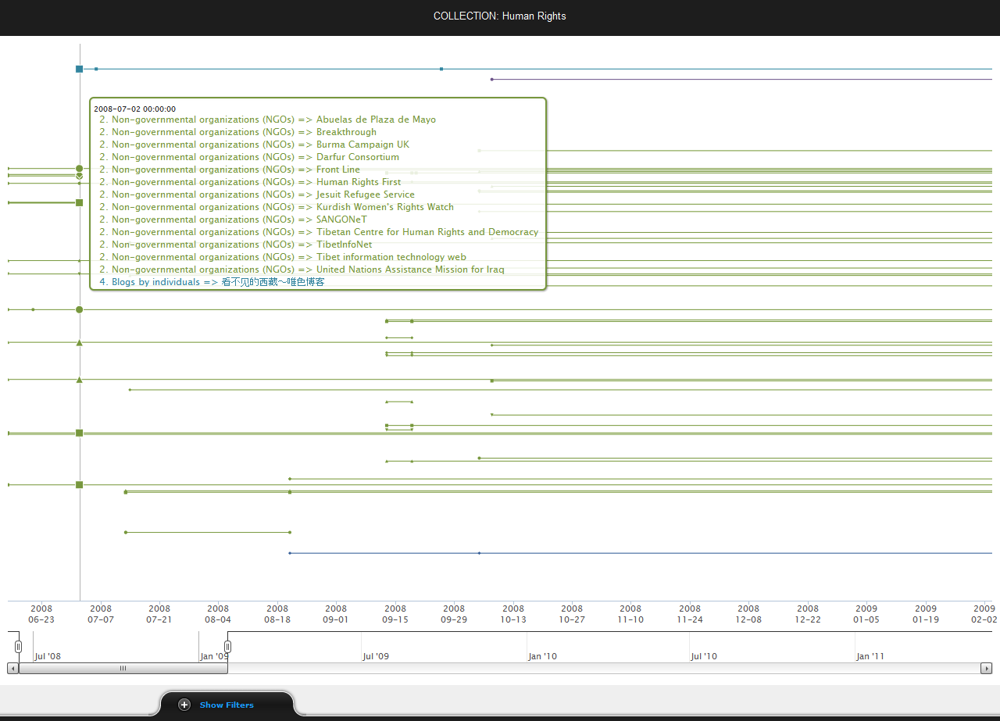 COLLECTION: Human Rights
2008-07-02 00:00:00
2. Non-governmental organizations (NGOs) => Abuelas de Plaza de Mayo
2. Non-governmental organizations (NGOs) => Breakthrough
2. Non-governmental organizations (NGOs) => Burma Campaign UK
2. Non-governmental organizations (NGOs) => Darfur Consortium
2. Non-governmental organizations (NGOs) => Front Line
2. Non-governmental organizations (NGOs) => Human Rights First
2. Non-governmental organizations (NGOs) => Jesuit Refugee Service
2. Non-governmental organizations (NGOs) => Kurdish Women's Rights Watch
2. Non-governmental organizations (NGOs) => SANGONeT
2. Non-governmental organizations (NGOs) => Tibetan Centre for Human Rights and Democracy
2. Non-governmental organizations (NGOs) => TibetInfoNet
2. Non-governmental organizations (NGOs) => Tibet information technology web
2. Non-governmental organizations (NGOs) => United Nations Assistance Mission for Iraq
4. Blogs by individuals => 看不见的西藏～唯色博客
2008 2008 2008 2008 2008 2008 2008 2008 2008 2008 2008 2008 2008 2008 2009 2009 2009
06-23 07-07 07-21 08-04 08-18 09-01 09-15 09-29 10-13 10-27 11-10 11-24 12-08 12-22 01-05 01-19 02-02
Jul '08 Jan '09 Jul '09 Jan '10 Jul '10 Jan '11
Show Filters